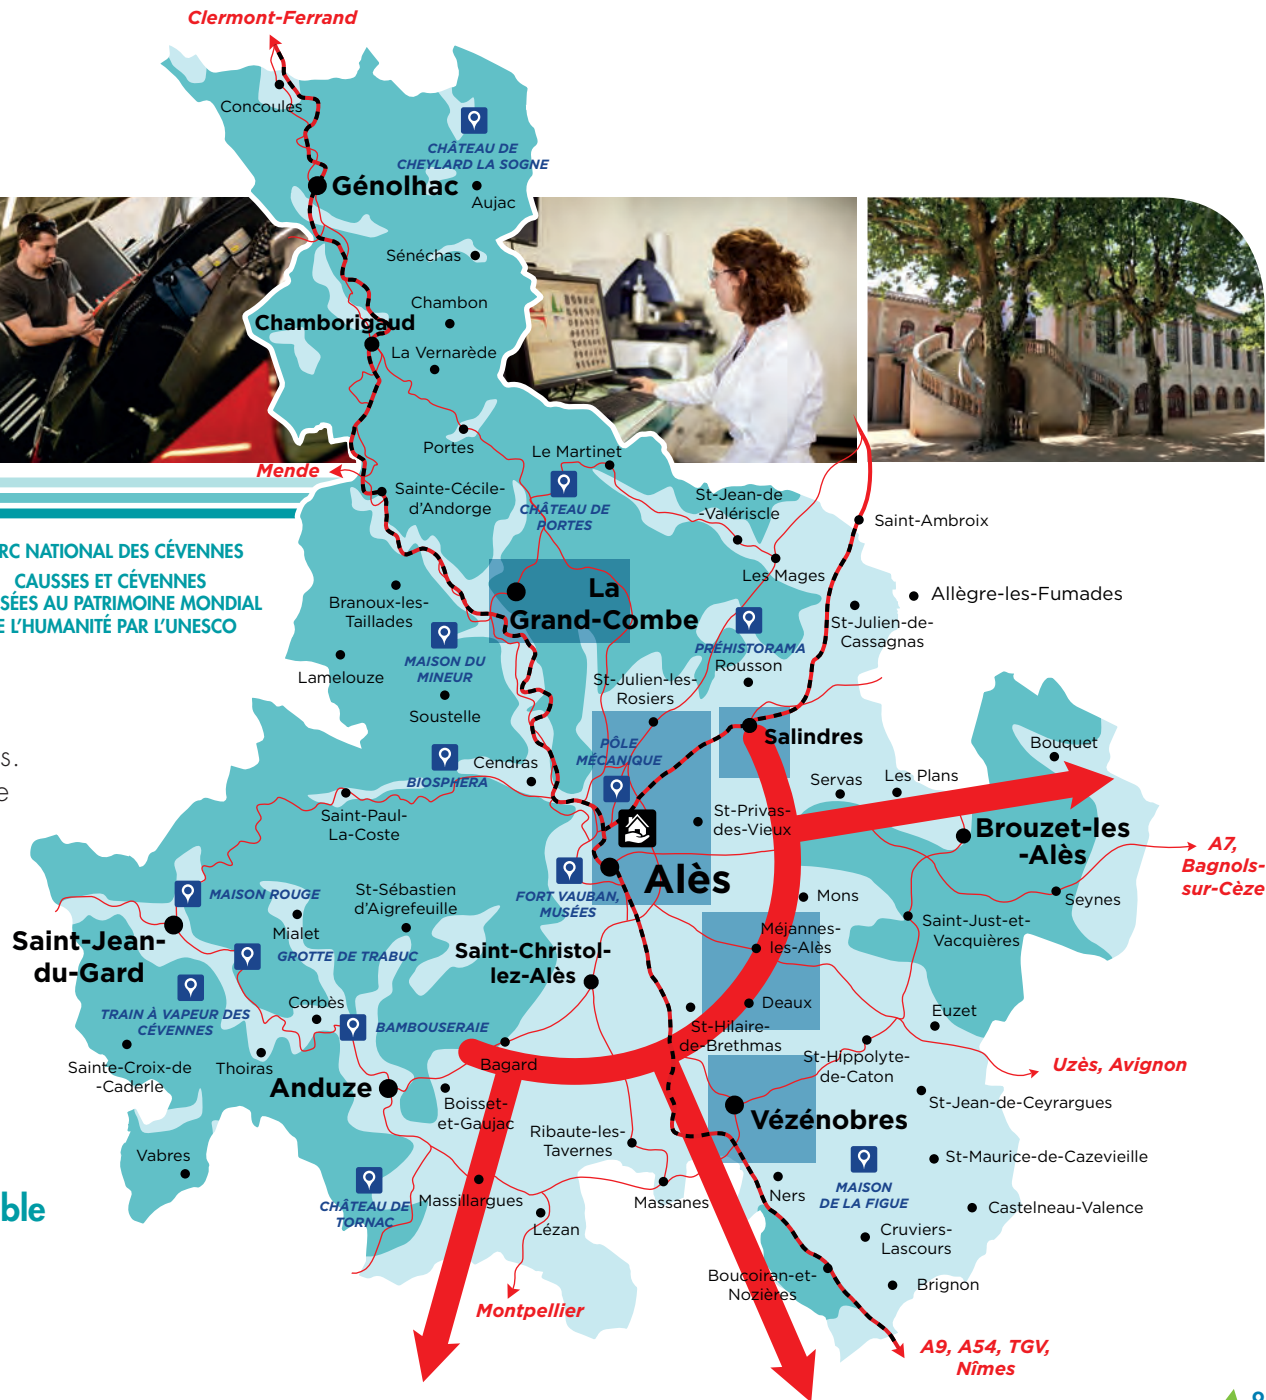 Clermont-Ferrand
Concoules
CHÂTEAU DE
CHEYLARD LA SOGNE
Génolhac
Aujac
Sénéchas
Chambon
Chamborigaud
La Vernarède
Portes
Le Martinet
Mende
Sainte-Cécile-
d'Andorge
CHÂTEAU DE
PORTES
St-Jean-de
-Valériscle
Saint-Ambroix
RC NATIONAL DES CÉVENNES
CAUSSES ET CÉVENNES
SÉES AU PATRIMOINE MONDIAL
E L'HUMANITÉ PAR L'UNESCO
Les Mages
La
Grand-Combe
Allègre-les-Fumades
Branoux-les-
Taillades
St-Julien-de-
Cassagnas
MAISON DU
MINEUR
PRÉHISTORAMA
Rousson
Lamelouze
St-Julien-les-
Rosiers
Soustelle
Salindres
PÔLE
MÉCANIQUE
Bouquet
s.
e
BIOSPHERA
Cendras
Servas
Les Plans
Saint-Paul-
La-Coste
St-Privas-
des-Vieux
Brouzet-les
-Alès
A7,
Bagnols-
sur-Cèze
Alès
MAISON ROUGE
St-Sébastien
d'Aigrefeuille
FORT VAUBAN,
MUSÉES
Mons
Seynes
Mialet
Saint-Jean-
du-Gard
GROTTE DE TRABUC
Saint-Christol-
lez-Alès
Méjannes-
les-Alès
Saint-Just-et-
Vacquières
TRAIN À VAPEUR DES
CÉVENNES
Corbès
BAMBOUSERAIE
Deaux
Euzet
St-Hilaire-
de-Brethmas
Sainte-Croix-de
-Caderle
Thoiras
Bagard
St-Hippolyte-
de-Caton
Uzès, Avignon
Anduze
Boisset-
et-Gaujac
Vézénobres
St-Jean-de-Ceyrargues
Ribaute-les-
Tavernes
Vabres
St-Maurice-de-Cazevieille
ble
CHÂTEAU DE
TORNAC
Massillargues
Massanes
Ners
MAISON
DE LA FIGUE
Castelneau-Valence
Lézan
Cruviers-
Lascours
Boucoiran-et-
Nozières
Brignon
Montpellier
A9, A54, TGV,
Nîmes